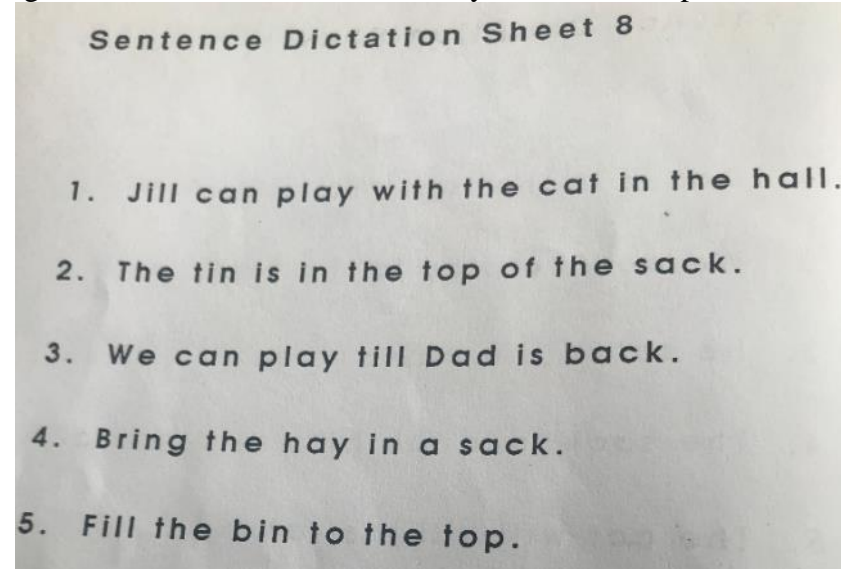 Sentence Dictation Sheet 8
1. Jill can play with the cat in the hall.
2. The tin is in the top of the sack.
3. We can play till Dad is back.
4. Bring the hay in a sack.
5. Fill the bin to the top.